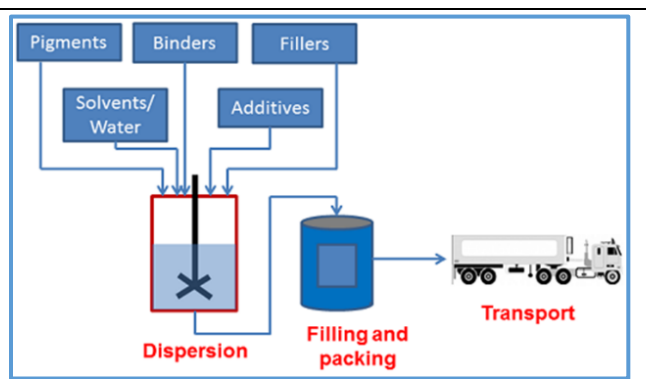 Pigments
Binders
Fillers
Solvents/
Water
Additives
Dispersion
Filling and
packing
Transport